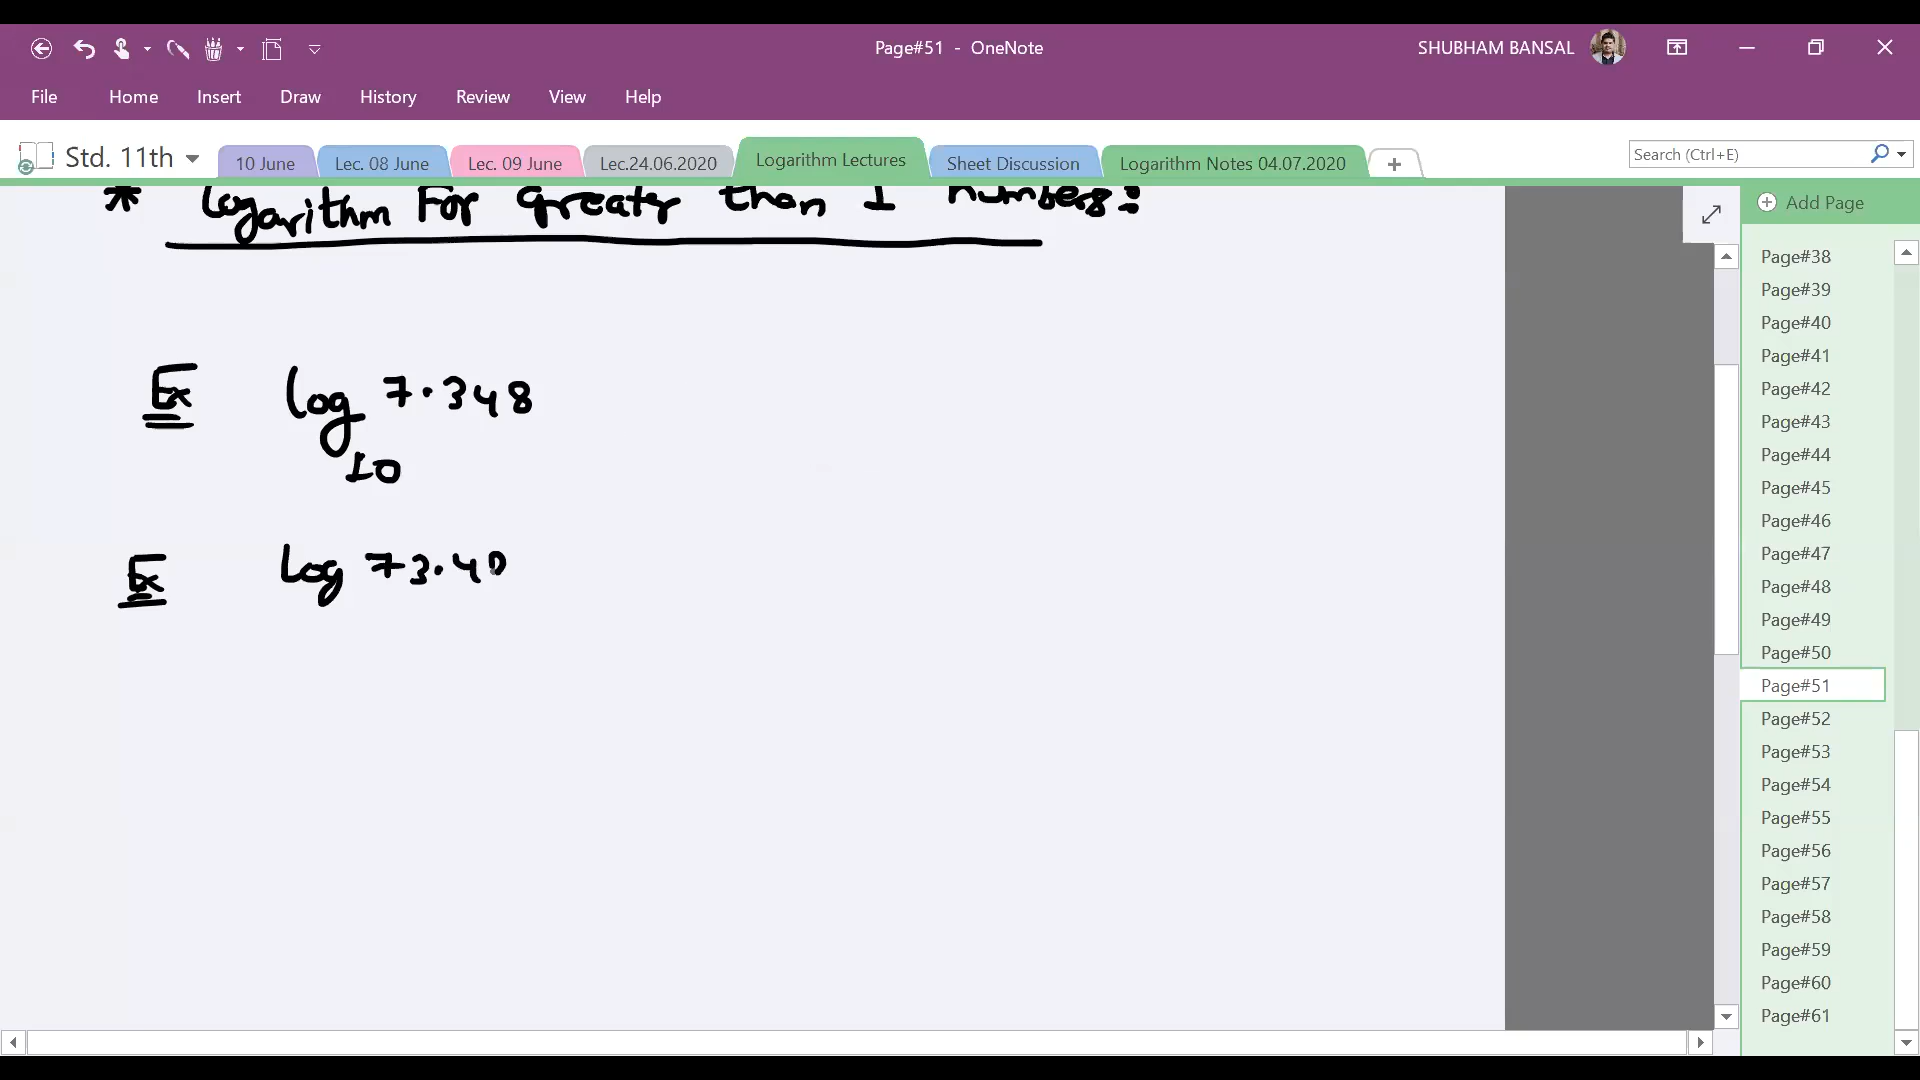 Page#51 - OneNote
SHUBHAM BANSAL
File Home Insert Draw History Review View Help
Std. 11th
10 June
Lec. 08 June
Lec. 09 June
Lec.24.06.2020
Logarithm Lectures
Sheet Discussion
Logarithm Notes 04.07.2020
+
Search (Ctrl+E)
* Logarithm For greater than 1 numbers:
Ex log 7.348
10
Ex log 73.4
Add Page
Page#38
Page#39
Page#40
Page#41
Page#42
Page#43
Page#44
Page#45
Page#46
Page#47
Page#48
Page#49
Page#50
Page#51
Page#52
Page#53
Page#54
Page#55
Page#56
Page#57
Page#58
Page#59
Page#60
Page#61